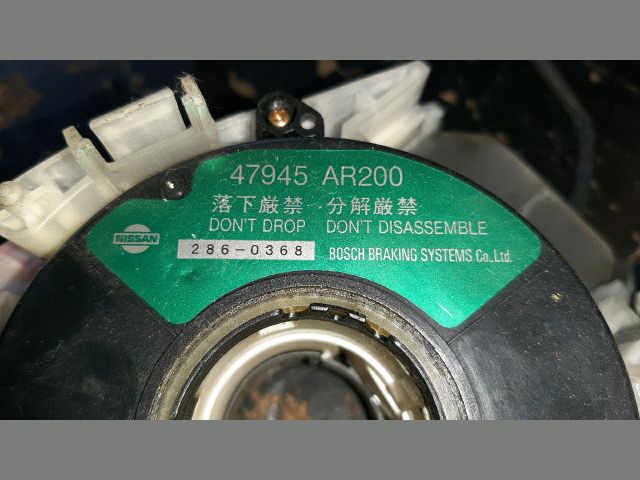 47945 AR200
落下厳禁 分解厳禁
DON'T DROP DON'T DISASSEMBLE
NISSAN
286-0368 BOSCH BRAKING SYSTEMS Co., Ltd.